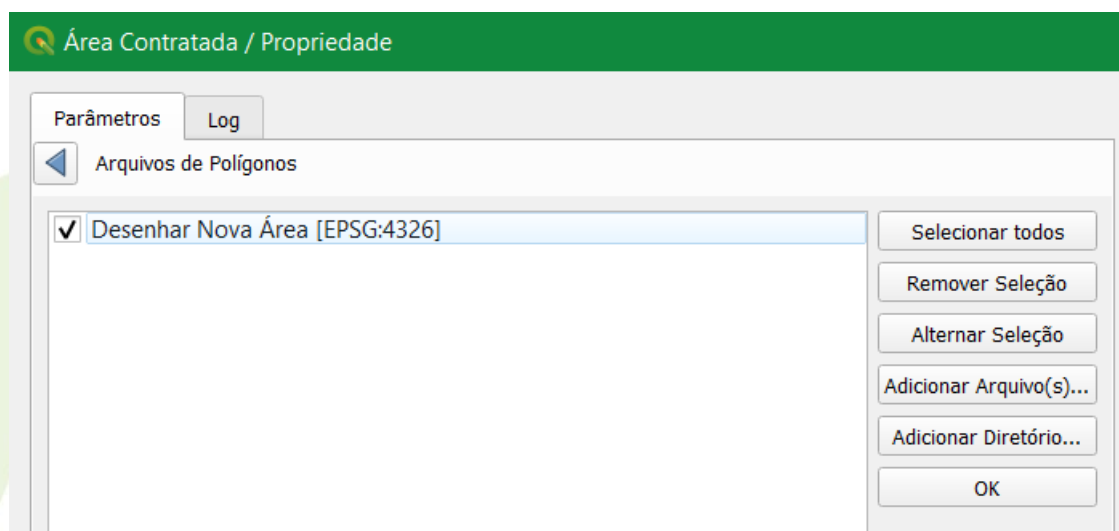 Área Contratada / Propriedade
Parâmetros
Log
Arquivos de Polígonos
Desenhar Nova Área [EPSG:4326]
Selecionar todos
Remover Seleção
Alternar Seleção
Adicionar Arquivo(s)...
Adicionar Diretório...
OK